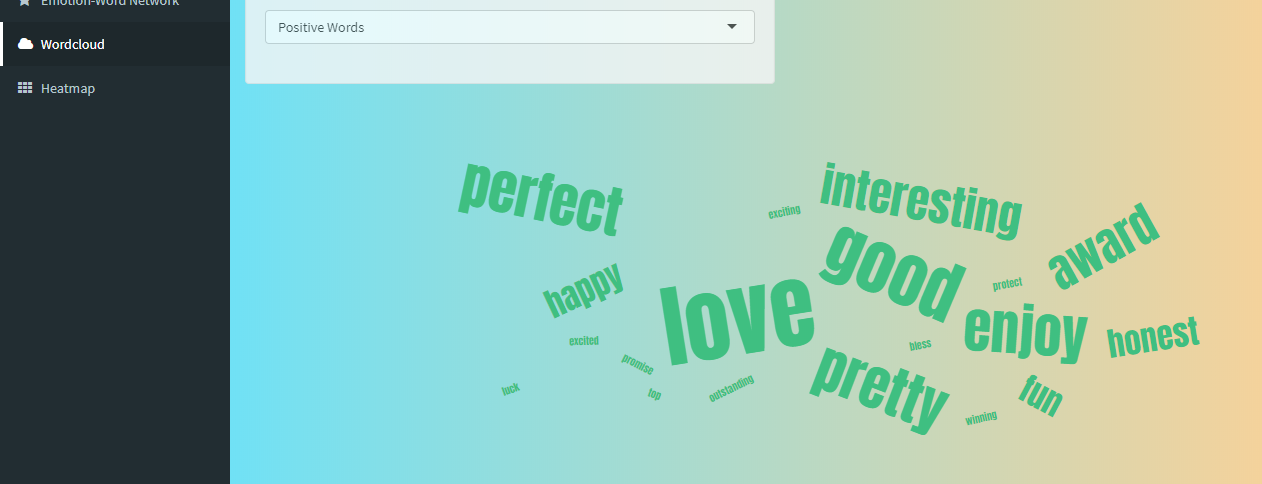 Emotion-Word Network
Wordcloud
Heatmap
Positive Words
perfect
interesting
exciting
good
award
happy
love
protect
enjoy
honest
excited
promise
bless
pretty
luck
top
outstanding
fun
winning